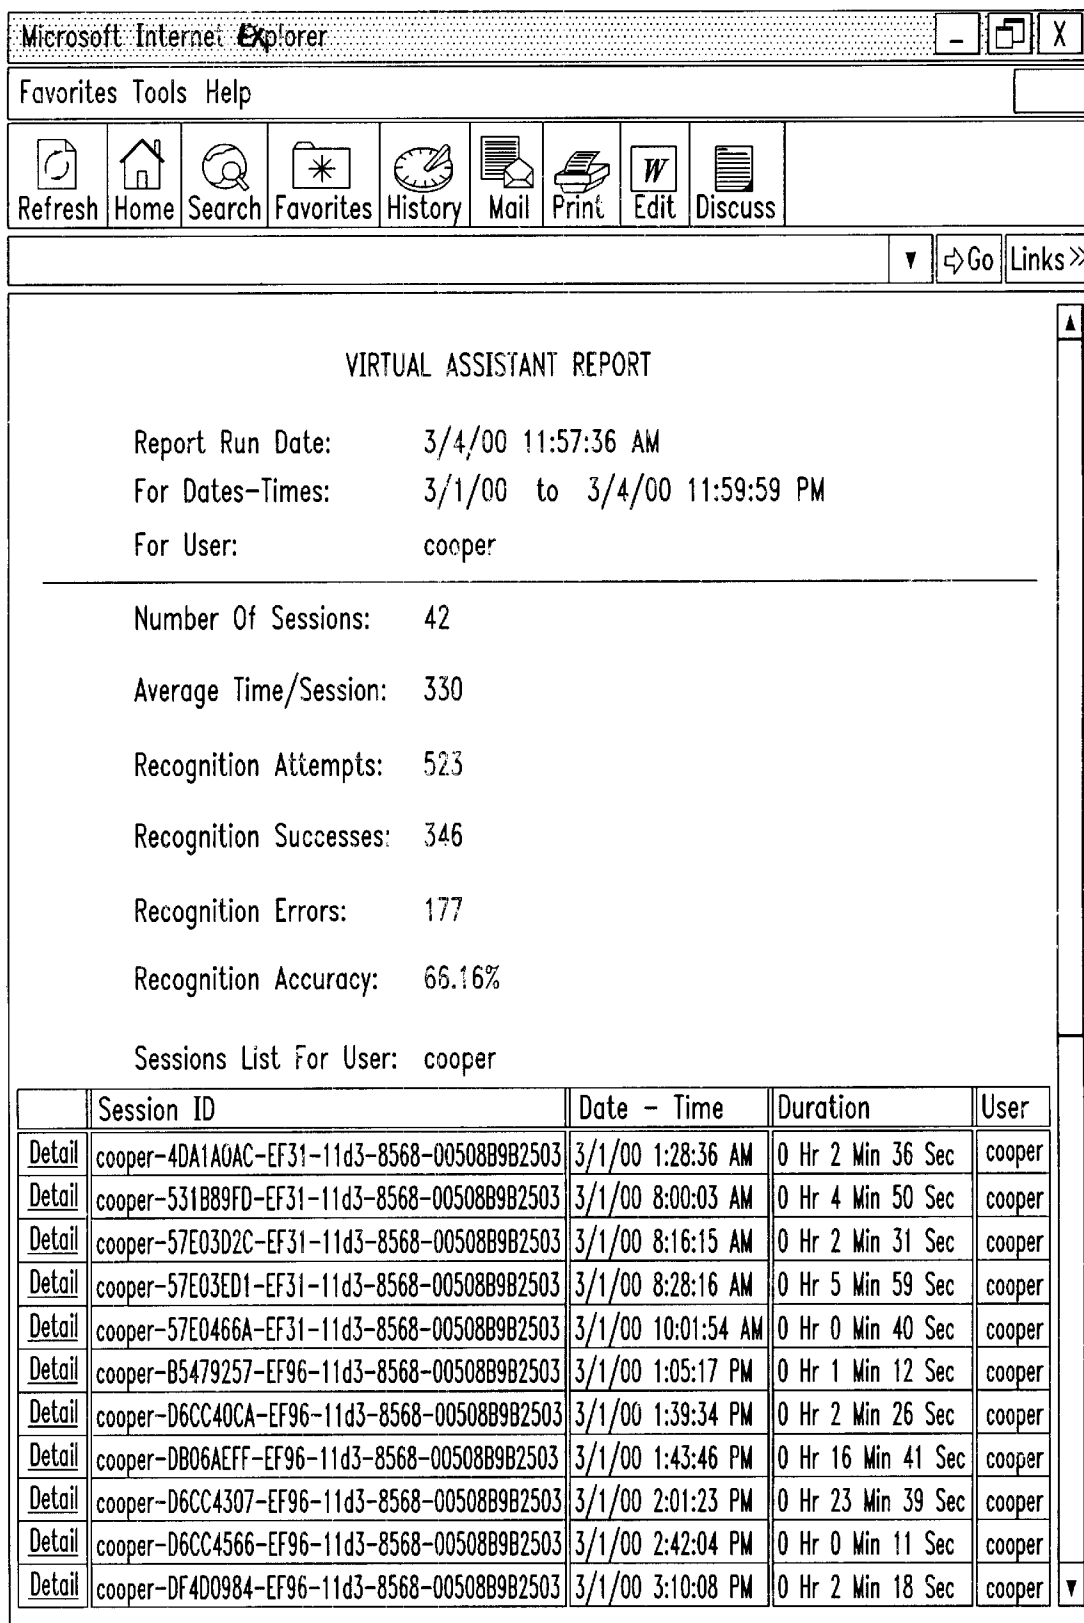 Microsoft Internet Explorer – X
Favorites Tools Help
Refresh Home Search Favorites History Mail Print Edit Discuss
Go Links »
VIRTUAL ASSISTANT REPORT
Report Run Date: 3/4/00 11:57:36 AM
For Dates-Times: 3/1/00 to 3/4/00 11:59:59 PM
For User: cooper
Number Of Sessions: 42
Average Time/Session: 330
Recognition Attempts: 523
Recognition Successes: 346
Recognition Errors: 177
Recognition Accuracy: 66.16%
Sessions List For User: cooper
Session ID Date - Time Duration User
Detail cooper-4DA1A0AC-EF31-11d3-8568-00508B9B2503 3/1/00 1:28:36 AM 0 Hr 2 Min 36 Sec cooper
Detail cooper-531B89FD-EF31-11d3-8568-00508B9B2503 3/1/00 8:00:03 AM 0 Hr 4 Min 50 Sec cooper
Detail cooper-57E03D2C-EF31-11d3-8568-00508B9B2503 3/1/00 8:16:15 AM 0 Hr 2 Min 31 Sec cooper
Detail cooper-57E03ED1-EF31-11d3-8568-00508B9B2503 3/1/00 8:28:16 AM 0 Hr 5 Min 59 Sec cooper
Detail cooper-57E0466A-EF31-11d3-8568-00508B9B2503 3/1/00 10:01:54 AM 0 Hr 0 Min 40 Sec cooper
Detail cooper-B5479257-EF96-11d3-8568-00508B9B2503 3/1/00 1:05:17 PM 0 Hr 1 Min 12 Sec cooper
Detail cooper-D6CC40CA-EF96-11d3-8568-00508B9B2503 3/1/00 1:39:34 PM 0 Hr 2 Min 26 Sec cooper
Detail cooper-DB06AEFF-EF96-11d3-8568-00508B9B2503 3/1/00 1:43:46 PM 0 Hr 16 Min 41 Sec cooper
Detail cooper-D6CC4307-EF96-11d3-8568-00508B9B2503 3/1/00 2:01:23 PM 0 Hr 23 Min 39 Sec cooper
Detail cooper-D6CC4566-EF96-11d3-8568-00508B9B2503 3/1/00 2:42:04 PM 0 Hr 0 Min 11 Sec cooper
Detail cooper-DF4D0984-EF96-11d3-8568-00508B9B2503 3/1/00 3:10:08 PM 0 Hr 2 Min 18 Sec cooper